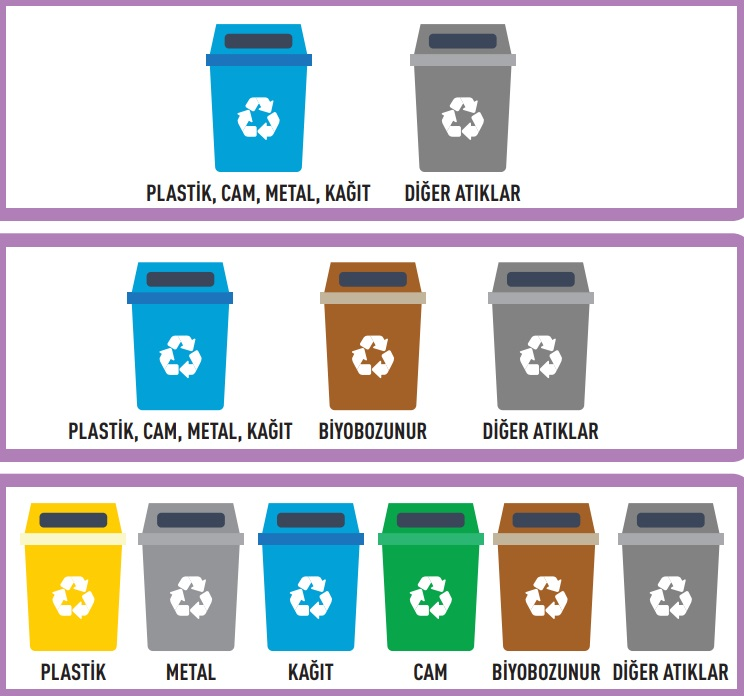 PLASTİK, CAM, METAL, KAĞIT DİĞER ATIKLAR
PLASTİK, CAM, METAL, KAĞIT BİYOBOZUNUR DİĞER ATIKLAR
PLASTİK METAL KAĞIT CAM BİYOBOZUNUR DİĞER ATIKLAR